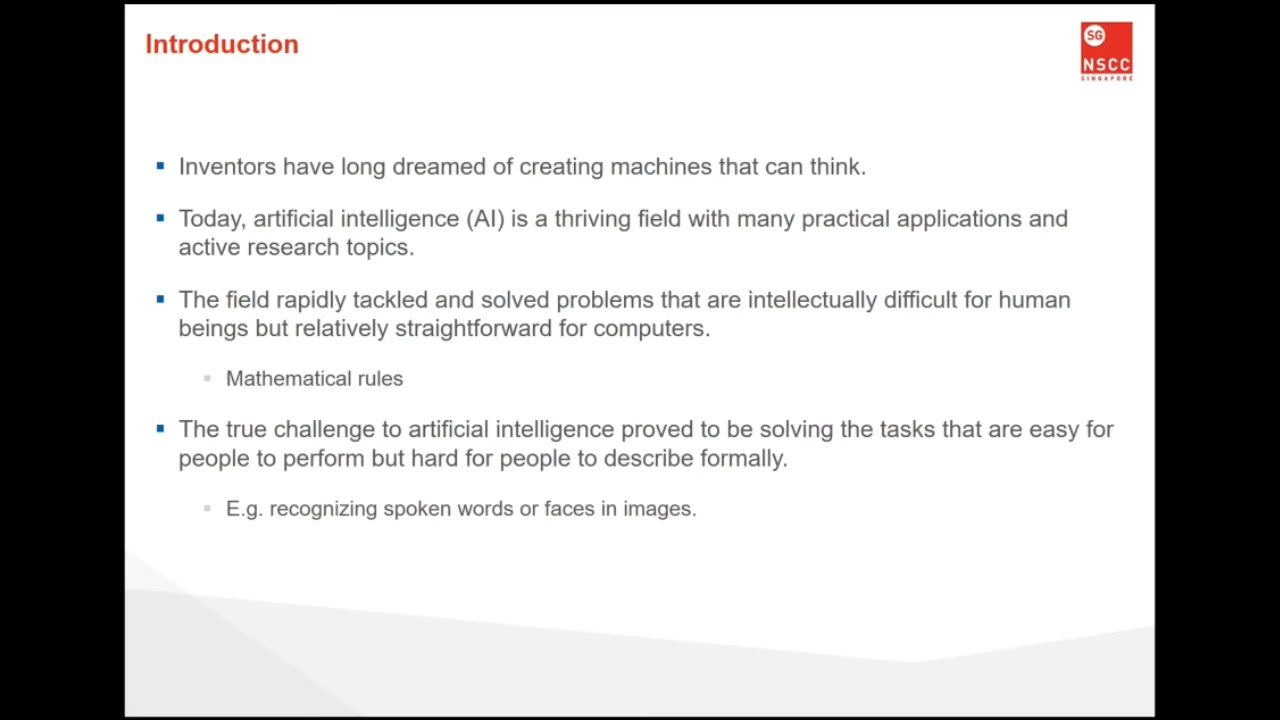 Introduction
SG
NSCC
SINGAPORE
Inventors have long dreamed of creating machines that can think.
Today, artificial intelligence (AI) is a thriving field with many practical applications and
active research topics.
The field rapidly tackled and solved problems that are intellectually difficult for human
beings but relatively straightforward for computers.
Mathematical rules
The true challenge to artificial intelligence proved to be solving the tasks that are easy for
people to perform but hard for people to describe formally.
E.g. recognizing spoken words or faces in images.